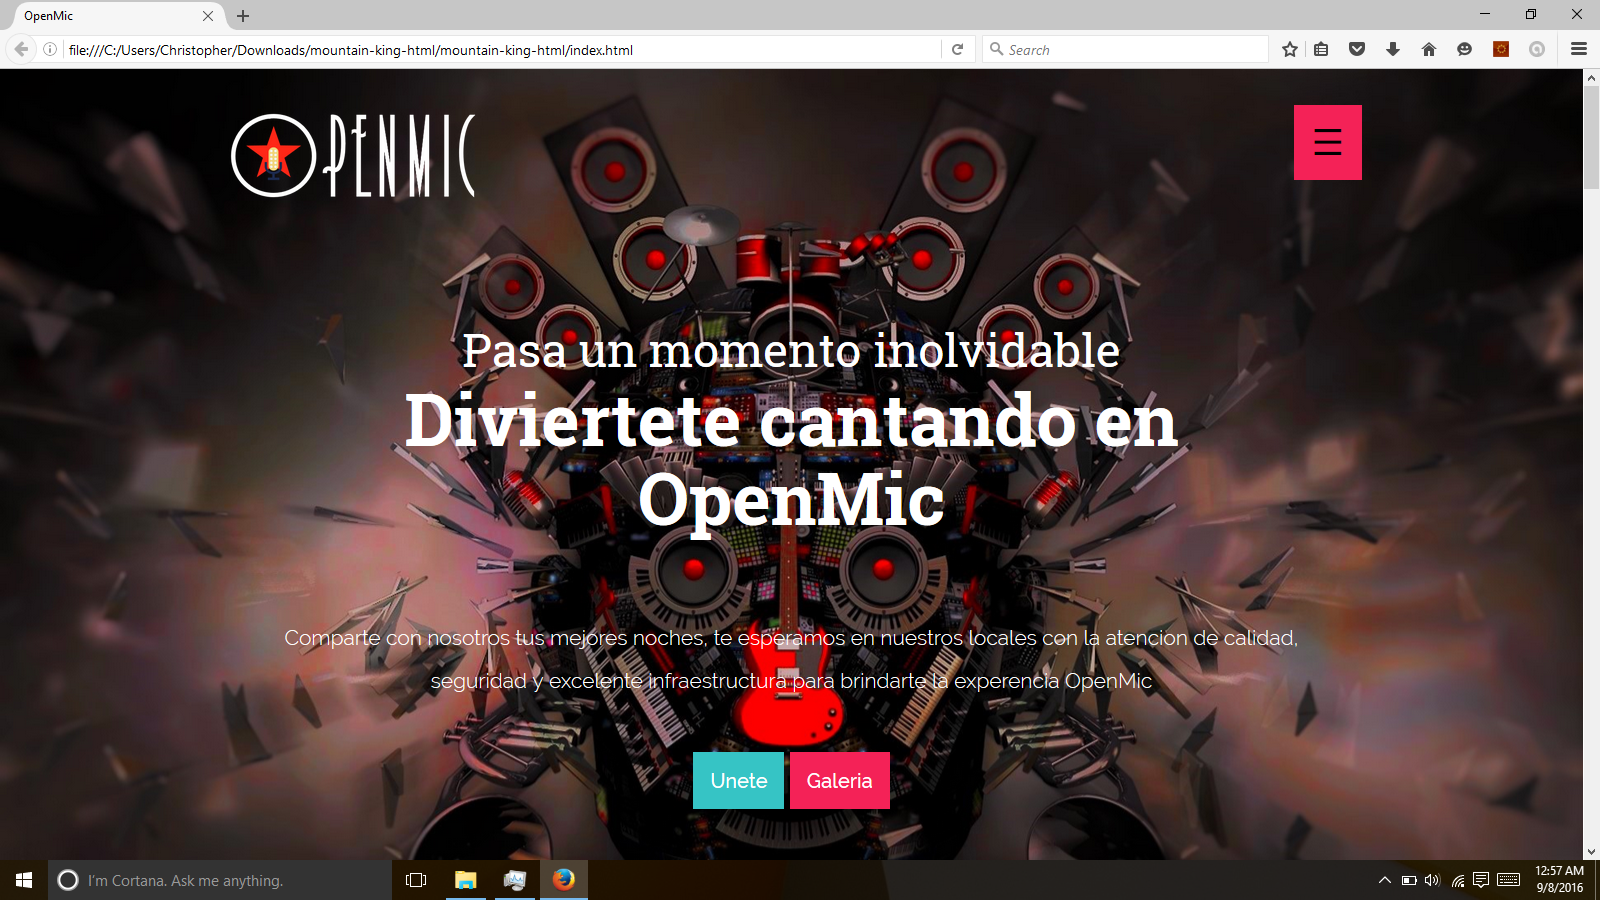 OpenMic
file:///C:/Users/Christopher/Downloads/mountain-king-html/mountain-king-html/index.html
Search
OPENMIC
Pasa un momento inolvidable
Diviertete cantando en
OpenMic
Comparte con nosotros tus mejores noches, te esperamos en nuestros locales con la atencion de calidad,
seguridad y excelente infraestructura para brindarte la experencia OpenMic
Unete
Galeria
I'm Cortana. Ask me anything.
12:57 AM
9/8/2016